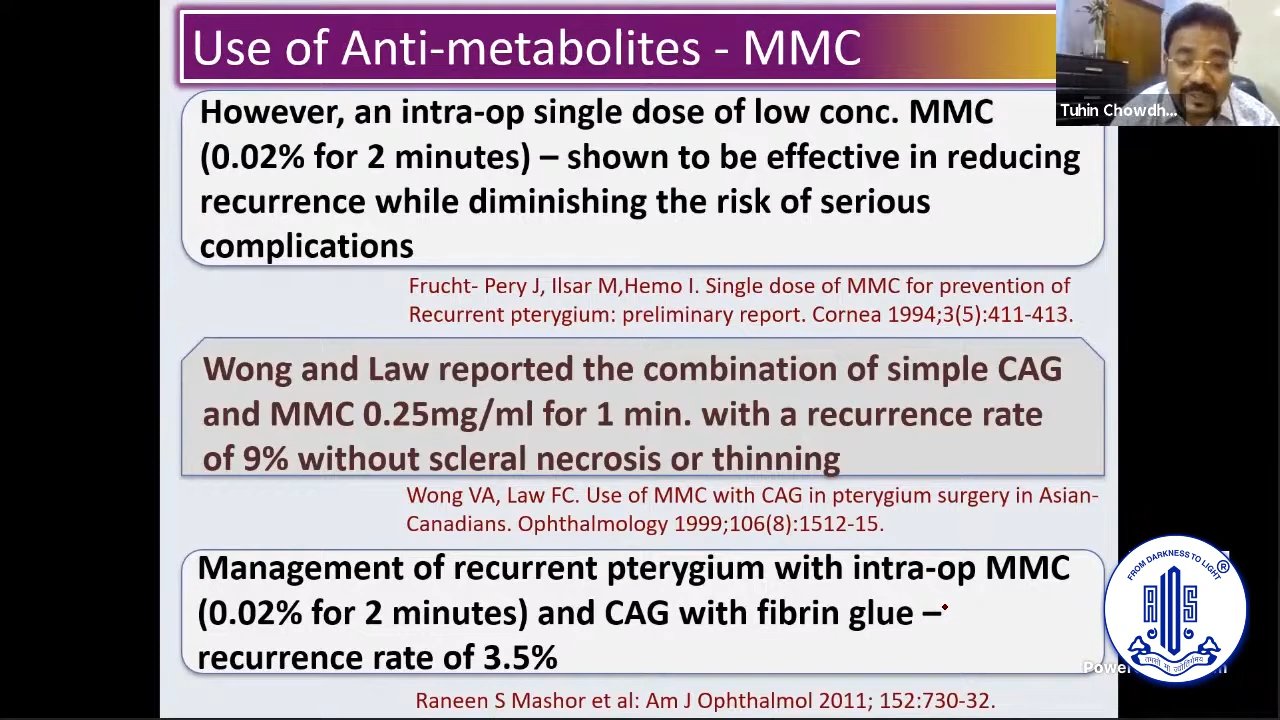 Use of Anti-metabolites - MMC
Tuhin Chowdh...
However, an intra-op single dose of low conc. MMC
(0.02% for 2 minutes) – shown to be effective in reducing
recurrence while diminishing the risk of serious
complications
Frucht- Pery J, Ilsar M,Hemo I. Single dose of MMC for prevention of
Recurrent pterygium: preliminary report. Cornea 1994;3(5):411-413.
Wong and Law reported the combination of simple CAG
and MMC 0.25mg/ml for 1 min. with a recurrence rate
of 9% without scleral necrosis or thinning
Wong VA, Law FC. Use of MMC with CAG in pterygium surgery in Asian-
Canadians. Ophthalmology 1999;106(8):1512-15.
Management of recurrent pterygium with intra-op MMC
(0.02% for 2 minutes) and CAG with fibrin glue –
recurrence rate of 3.5%
Raneen S Mashor et al: Am J Ophthalmol 2011; 152:730-32.
FROM DARKNESS TO LIGHT
®
AIOS